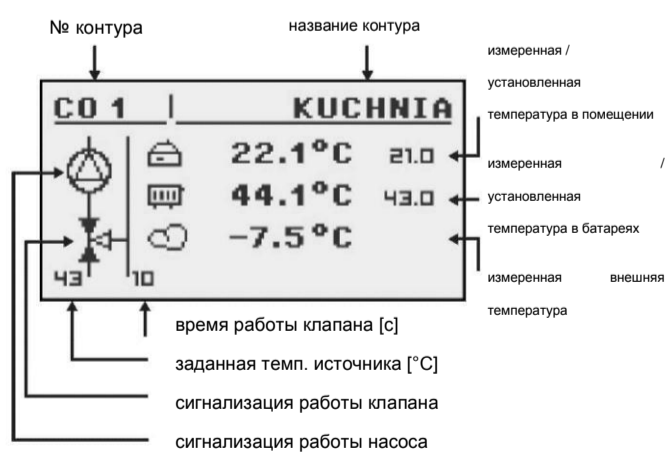 № контура
название контура
измеренная /
установленная
температура в помещении
измеренная /
установленная
температура в батареях
измеренная внешняя
температура
CO 1 KUCHNIA
22.1°C 21.0
44.1°C 43.0
-7.5°C
43 10
время работы клапана [с]
заданная темп. источника [°C]
сигнализация работы клапана
сигнализация работы насоса